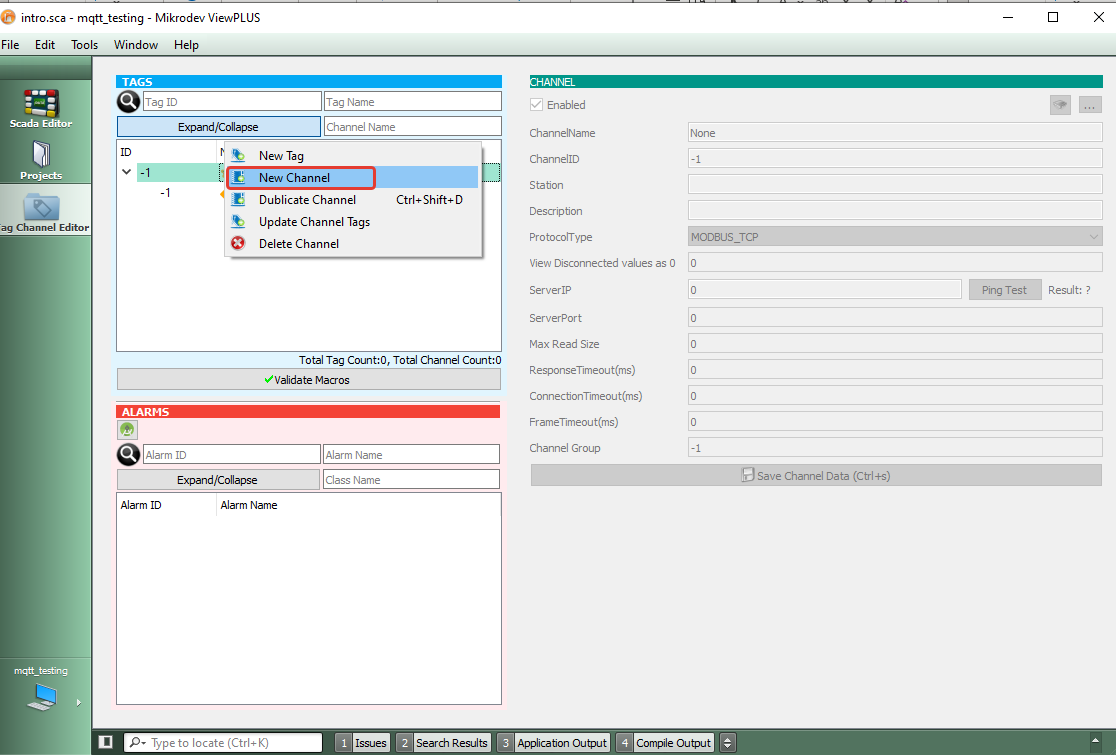 intro.sca - mqtt_testing - Mikrodev ViewPLUS
File Edit Tools Window Help
Scada Editor
Projects
ag Channel Editor
mqtt_testing
TAGS
Tag ID Tag Name
Expand/Collapse Channel Name
ID
-1
-1
New Tag
New Channel
Dublicate Channel Ctrl+Shift+D
Update Channel Tags
Delete Channel
Total Tag Count:0, Total Channel Count:0
Validate Macros
ALARMS
Alarm ID Alarm Name
Expand/Collapse Class Name
Alarm ID Alarm Name
CHANNEL
Enabled ...
ChannelName None
ChannelID -1
Station
Description
ProtocolType MODBUS_TCP
View Disconnected values as 0 0
ServerIP 0 Ping Test Result: ?
ServerPort 0
Max Read Size 0
ResponseTimeout(ms) 0
ConnectionTimeout(ms) 0
FrameTimeout(ms) 0
Channel Group -1
Save Channel Data (Ctrl+s)
Type to locate (Ctrl+K) 1 Issues 2 Search Results 3 Application Output 4 Compile Output